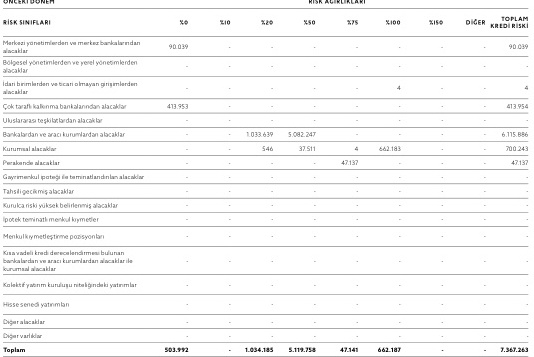 ÖNCEKİ DÖNEM RİSK AĞIRLIKLARI
RİSK SINIFLARI %0 %10 %20 %50 %75 %100 %150 DİĞER TOPLAM KREDİ RİSKİ
Merkezi yönetimlerden ve merkez bankalarından
alacaklar 90.039 - - - - - - - 90.039
Bölgesel yönetimlerden ve yerel yönetimlerden
alacaklar - - - - - - - - -
İdari birimlerden ve ticari olmayan girişimlerden
alacaklar - - - - - 4 - - 4
Çok taraflı kalkınma bankalarından alacaklar 413.953 - - - - - - - 413.954
Uluslararası teşkilatlardan alacaklar - - - - - - - - -
Bankalardan ve aracı kurumlardan alacaklar - - 1.033.639 5.082.247 - - - - 6.115.886
Kurumsal alacaklar - - 546 37.511 4 662.183 - - 700.243
Perakende alacaklar - - - - 47.137 - - - 47.137
Gayrimenkul ipoteği ile teminatlandırılan alacaklar - - - - - - - - -
Tahsili gecikmiş alacaklar - - - - - - - - -
Kurulca riski yüksek belirlenmiş alacaklar - - - - - - - - -
İpotek teminatlı menkul kıymetler - - - - - - - - -
Menkul kıymetleştirme pozisyonları - - - - - - - - -
Kısa vadeli kredi derecelendirmesi bulunan
bankalardan ve aracı kurumlardan alacaklar ile
kurumsal alacaklar - - - - - - - - -
Kolektif yatırım kuruluşu niteliğindeki yatırımlar - - - - - - - - -
Hisse senedi yatırımları - - - - - - - - -
Diğer alacaklar - - - - - - - - -
Diğer varlıklar - - - - - - - - -
Toplam 503.992 - 1.034.185 5.119.758 47.141 662.187 - - 7.367.263